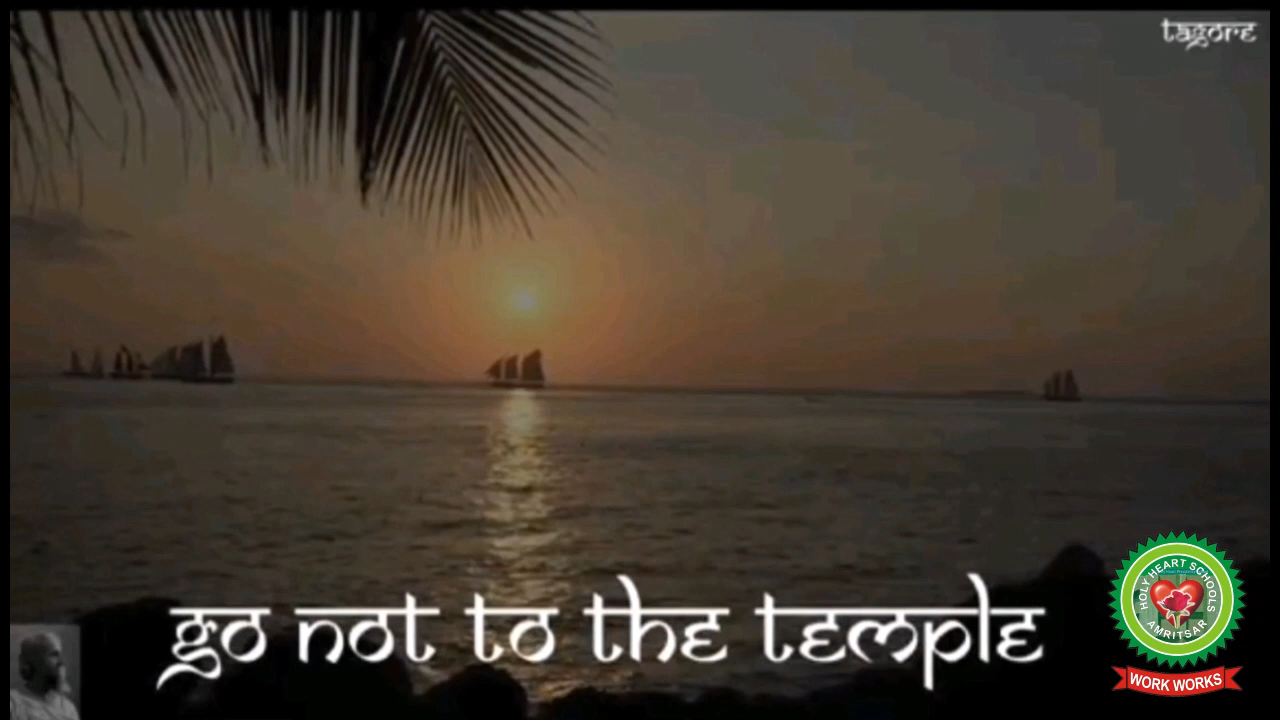 tagore
go not to the temple
HOLY HEART SCHOOLS
AMRITSAR
WORK WORKS